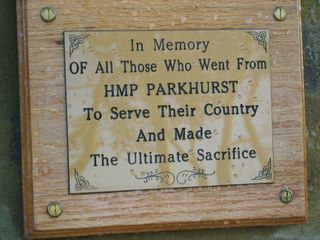 In Memory
OF All Those Who Went From
HMP PARKHURST
To Serve Their Country
And Made
The Ultimate Sacrifice